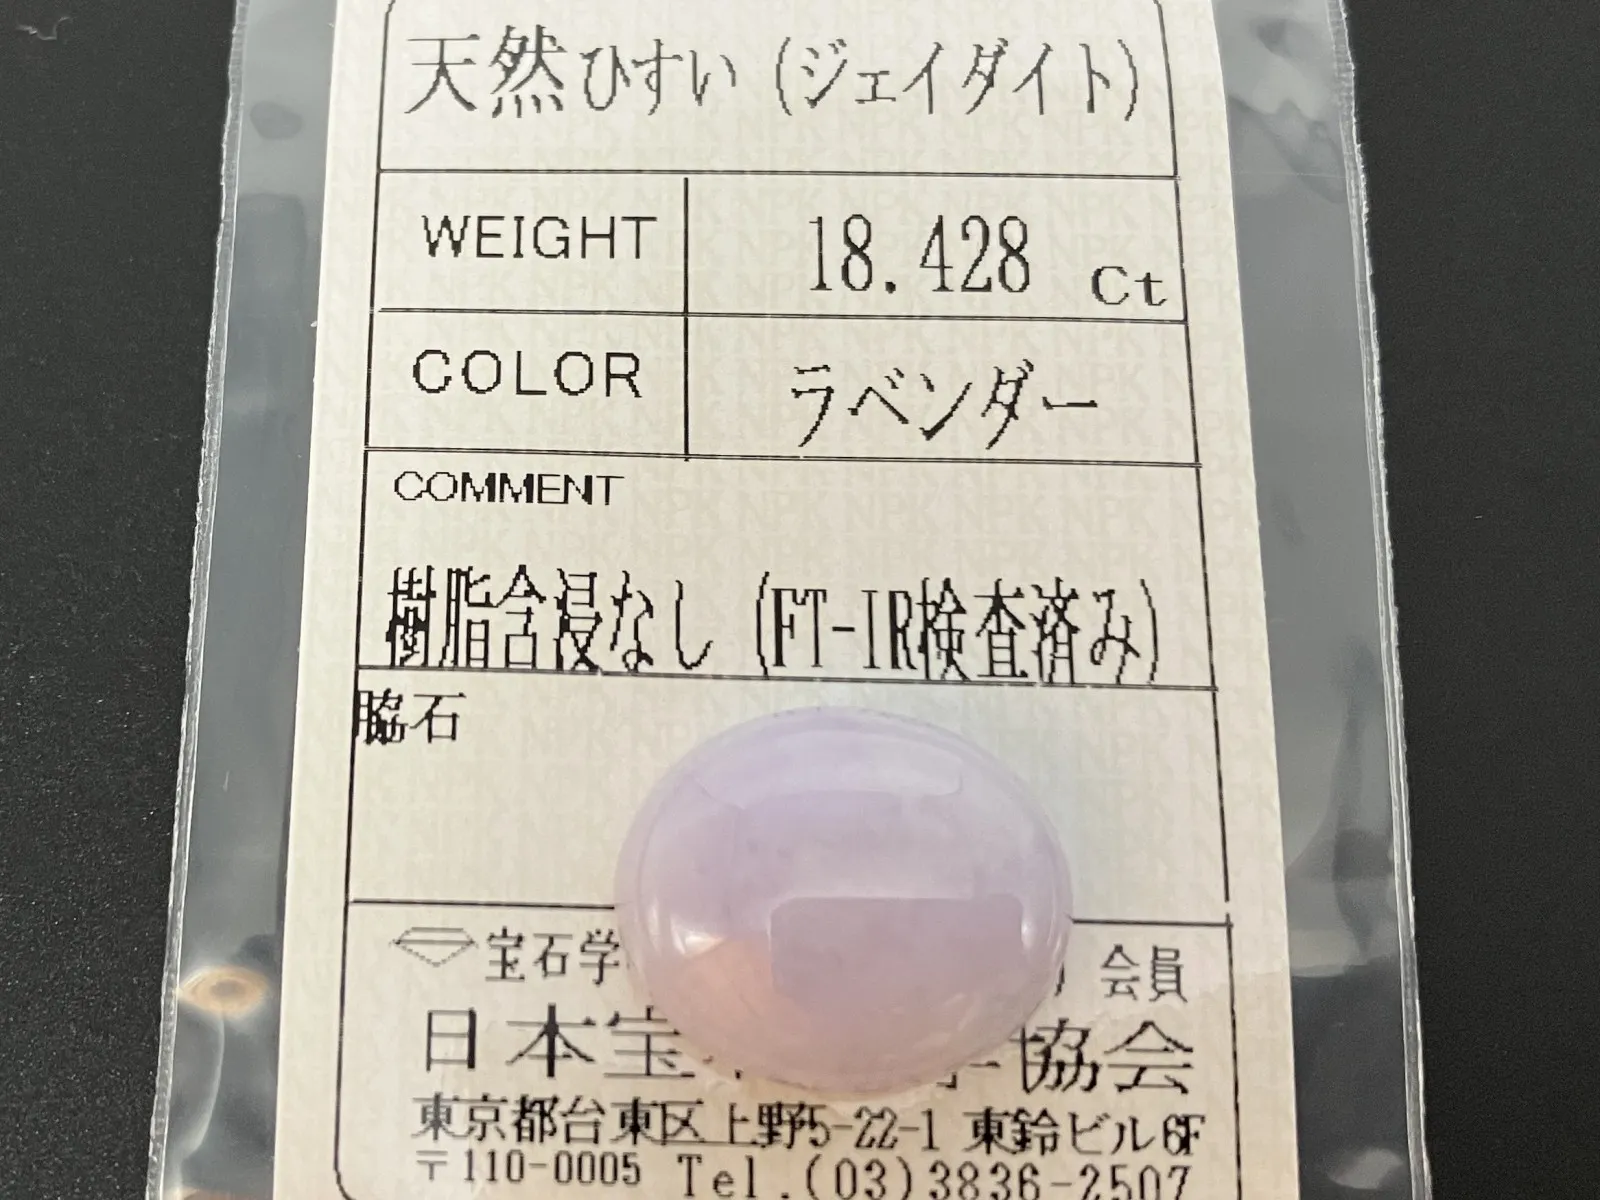 天然ひすい (ジェイダイト)
WEIGHT 18.428 Ct
COLOR ラベンダー
COMMENT
樹脂含浸なし (FT-IR検査済み)
脇石
宝石学 会員
日本宝 協会
東京都台東区上野5-22-1 東鈴ビル6F
〒110-0005 Tel.(03)3836-2507